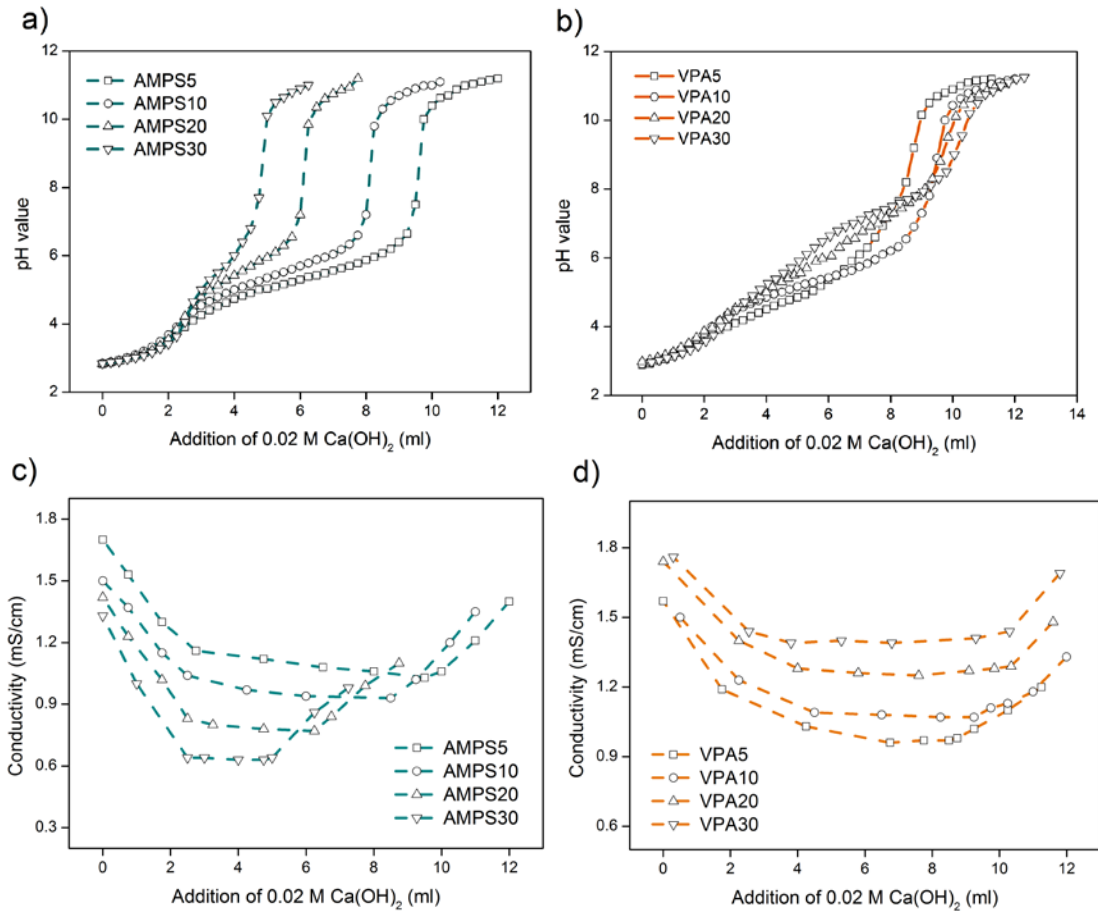 a)
12
10
8
6
4
2
pH value
AMPS5
AMPS10
AMPS20
AMPS30
0 2 4 6 8 10 12
Addition of 0.02 M Ca(OH)2 (ml)
b)
12
10
8
6
4
2
pH value
VPA5
VPA10
VPA20
VPA30
0 2 4 6 8 10 12 14
Addition of 0.02 M Ca(OH)2 (ml)
c)
1.8
1.5
1.2
0.9
0.6
0.3
Conductivity (mS/cm)
AMPS5
AMPS10
AMPS20
AMPS30
0 2 4 6 8 10 12
Addition of 0.02 M Ca(OH)2 (ml)
d)
1.8
1.5
1.2
0.9
0.6
Conductivity (mS/cm)
VPA5
VPA10
VPA20
VPA30
0 2 4 6 8 10 12
Addition of 0.02 M Ca(OH)2 (ml)